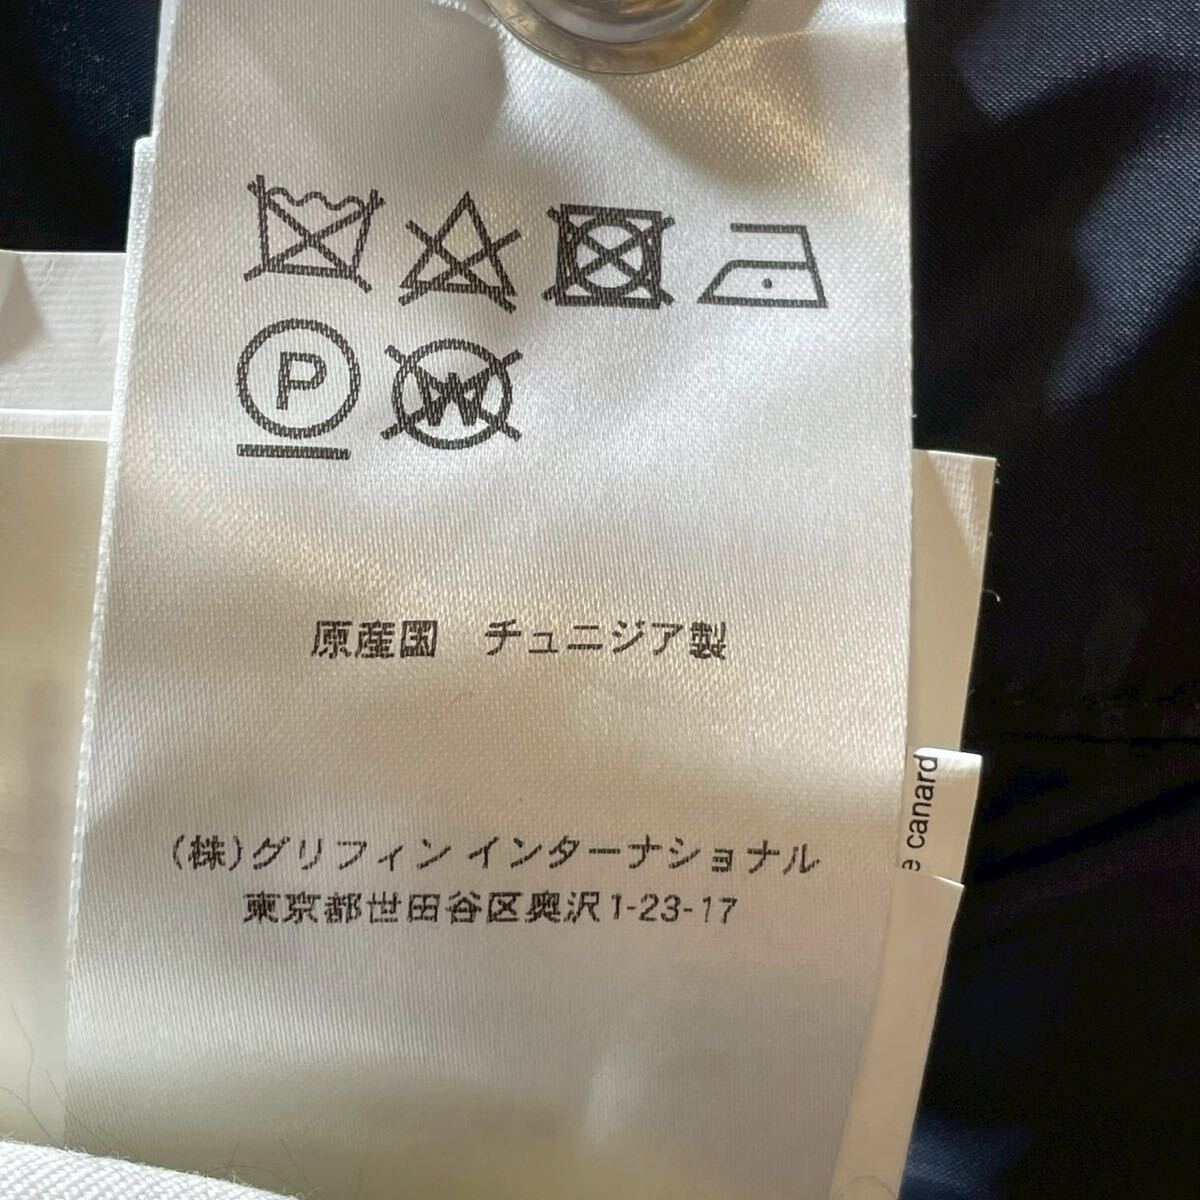 P
W
原産国　チュニジア製
(株)グリフィン インターナショナル
東京都世田谷区奥沢1-23-17
e canard